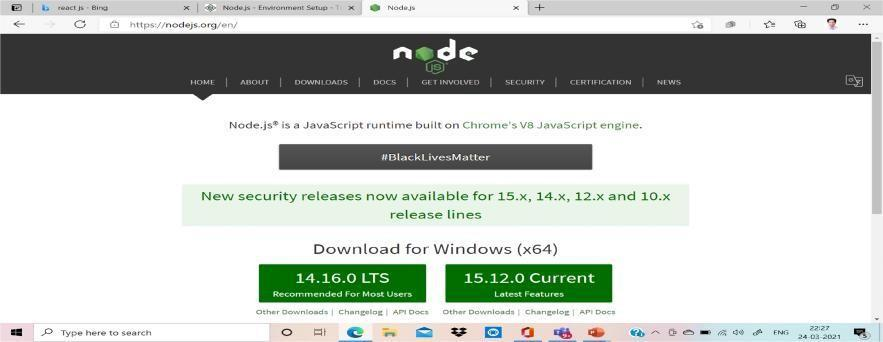 react js - Bing
Node.js - Environment Setup - T
Node.js
https://nodejs.org/en/
node
JS
HOME | ABOUT | DOWNLOADS | DOCS | GET INVOLVED | SECURITY | CERTIFICATION | NEWS
Node.js® is a JavaScript runtime built on Chrome's V8 JavaScript engine.
#BlackLivesMatter
New security releases now available for 15.x, 14.x, 12.x and 10.x
release lines
Download for Windows (x64)
14.16.0 LTS
Recommended For Most Users
15.12.0 Current
Latest Features
Other Downloads | Changelog | API Docs
Other Downloads | Changelog | API Docs
Type here to search
ENG
22:27
24-03-2021